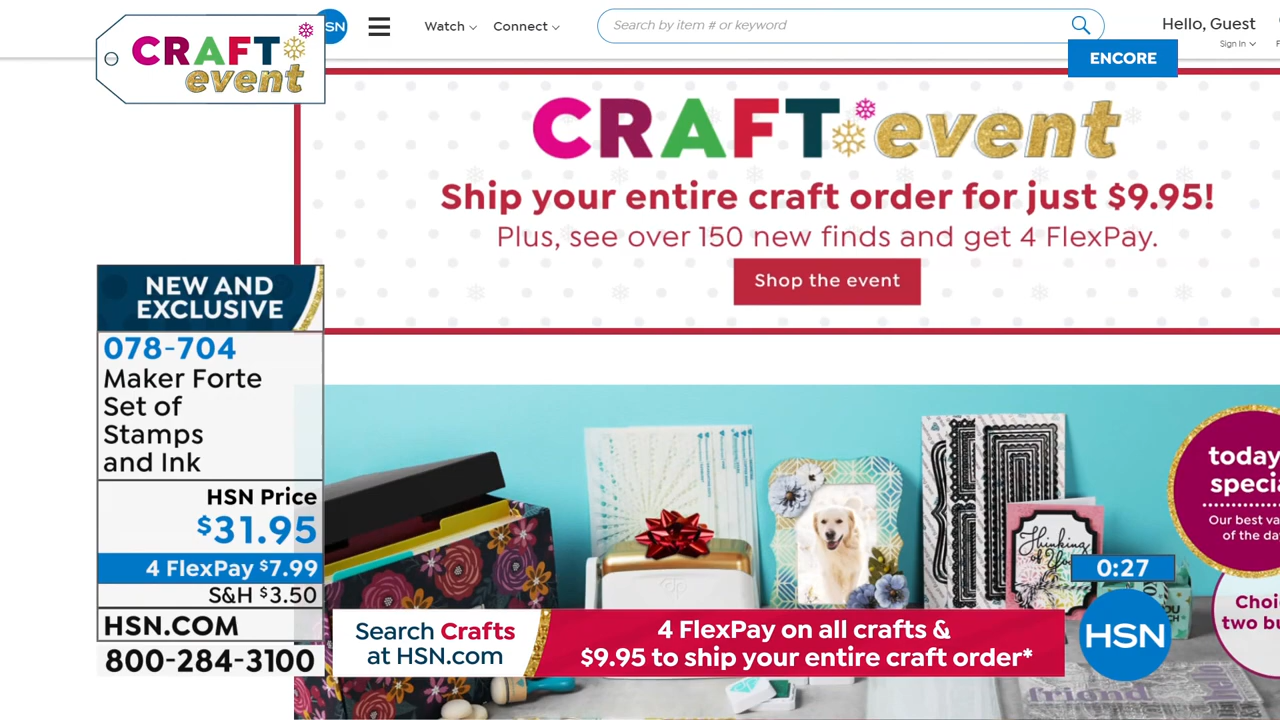 CRAFT
event
Watch
Connect
Search by item # or keyword
Hello, Guest
Sign In
ENCORE
CRAFT event
Ship your entire craft order for just $9.95!
Plus, see over 150 new finds and get 4 FlexPay.
Shop the event
NEW AND
EXCLUSIVE
078-704
Maker Forte
Set of
Stamps
and Ink
HSN Price
$31.95
4 FlexPay $7.99
S&H $3.50
HSN.COM
800-284-3100
today
Our best va
of the da
Thinking
of You
0:27
two bu
Search Crafts
at HSN.com
4 FlexPay on all crafts &
$9.95 to ship your entire craft order*
HSN
friend